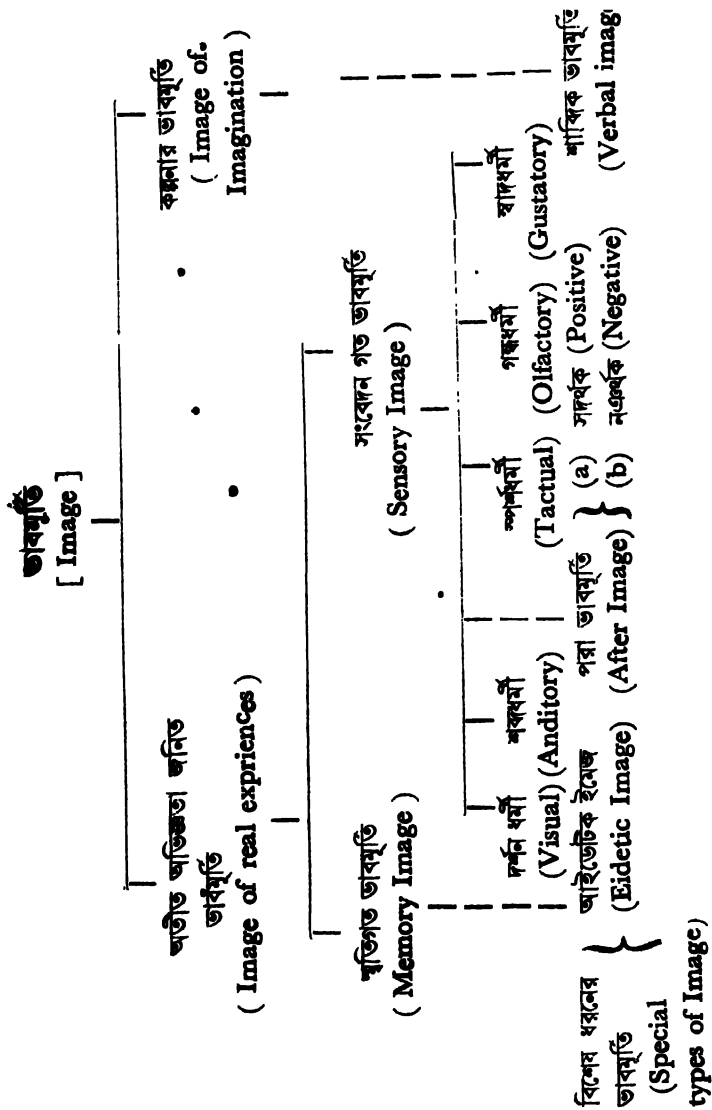 ভাবমূর্তি
[ Image ]
অতীত অভিজ্ঞতা জনিত
ভাবমূর্তি
( Image of real expriences )
কল্পনার ভাবমূর্তি
( Image of.
Imagination )
স্মৃতিগত ভাবমূর্তি
( Memory Image )
সংবেদন গত ভাবমূর্তি
( Sensory Image )
দর্শন ধর্মী
(Visual)
শব্দধর্মী
(Anditory)
স্পর্শধর্মী
(Tactual)
গন্ধধর্মী
(Olfactory)
স্বাদধর্মী
(Gustatory)
বিশেষ ধরনের
ভাবমূর্তি
(Special
types of Image)
আইডেটিক ইমেজ
(Eidetic Image)
পরা ভাবমূর্তি
(After Image)
(a) সদর্থক (Positive)
(b) নঞর্থক (Negative)
শাব্দিক ভাবমূর্তি
(Verbal imag